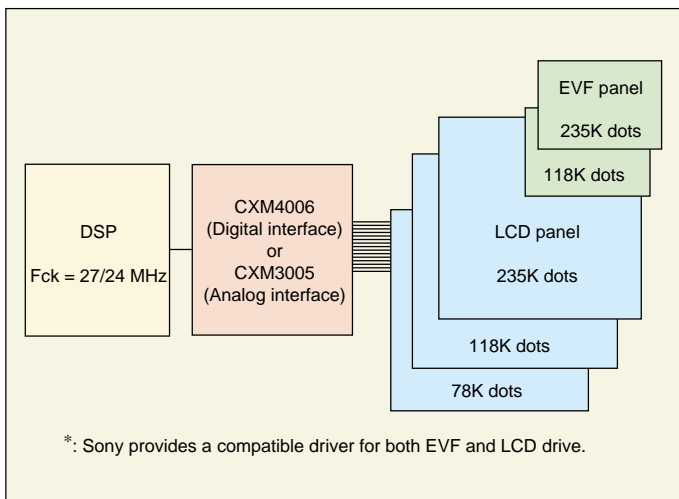 EVF panel
235K dots
118K dots
DSP
Fck = 27/24 MHz
CXM4006
(Digital interface)
or
CXM3005
(Analog interface)
LCD panel
235K dots
118K dots
78K dots
*: Sony provides a compatible driver for both EVF and LCD drive.